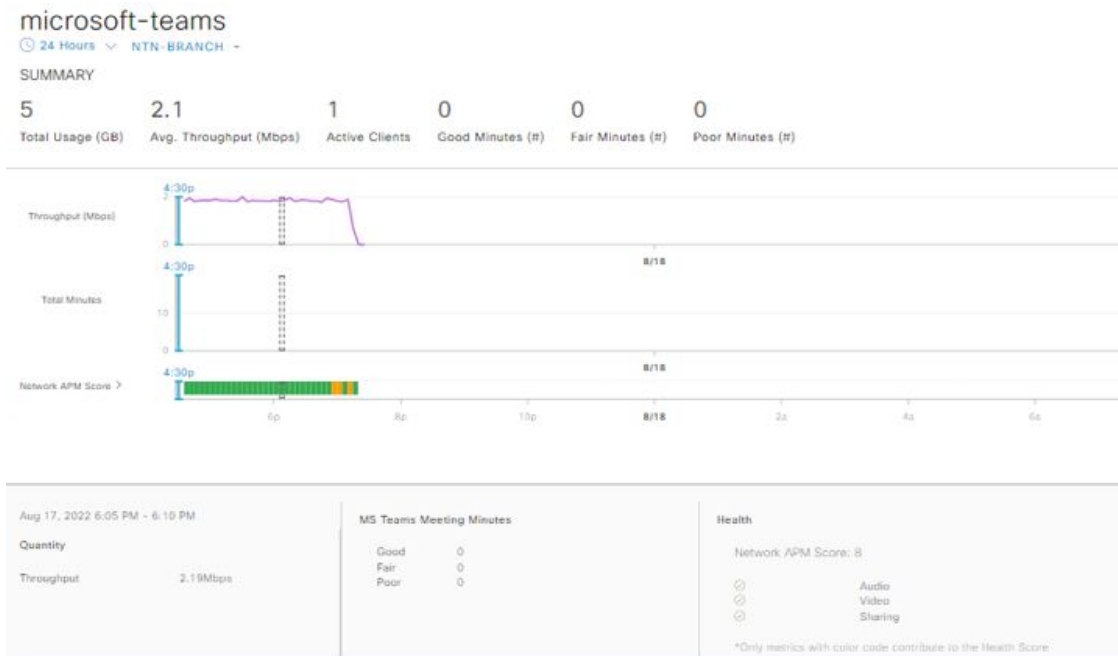 microsoft-teams
24 Hours NTN-BRANCH
SUMMARY
5 2.1 1 0 0 0
Total Usage (GB) Avg. Throughput (Mbps) Active Clients Good Minutes (#) Fair Minutes (#) Poor Minutes (#)
4:30p
Throughput (Mbps)
0
8/18
4:30p
Total Minutes
10
0
8/18
4:30p
Network APM Score >
6p 8p 10p 8/18 2a 4a 6a
Aug 17, 2022 6:05 PM - 6:10 PM
Quantity
Throughput 2.19Mbps
MS Teams Meeting Minutes
Good 0
Fair 0
Poor 0
Health
Network APM Score: 8
Audio
Video
Sharing
*Only metrics with color code contribute to the Health Score